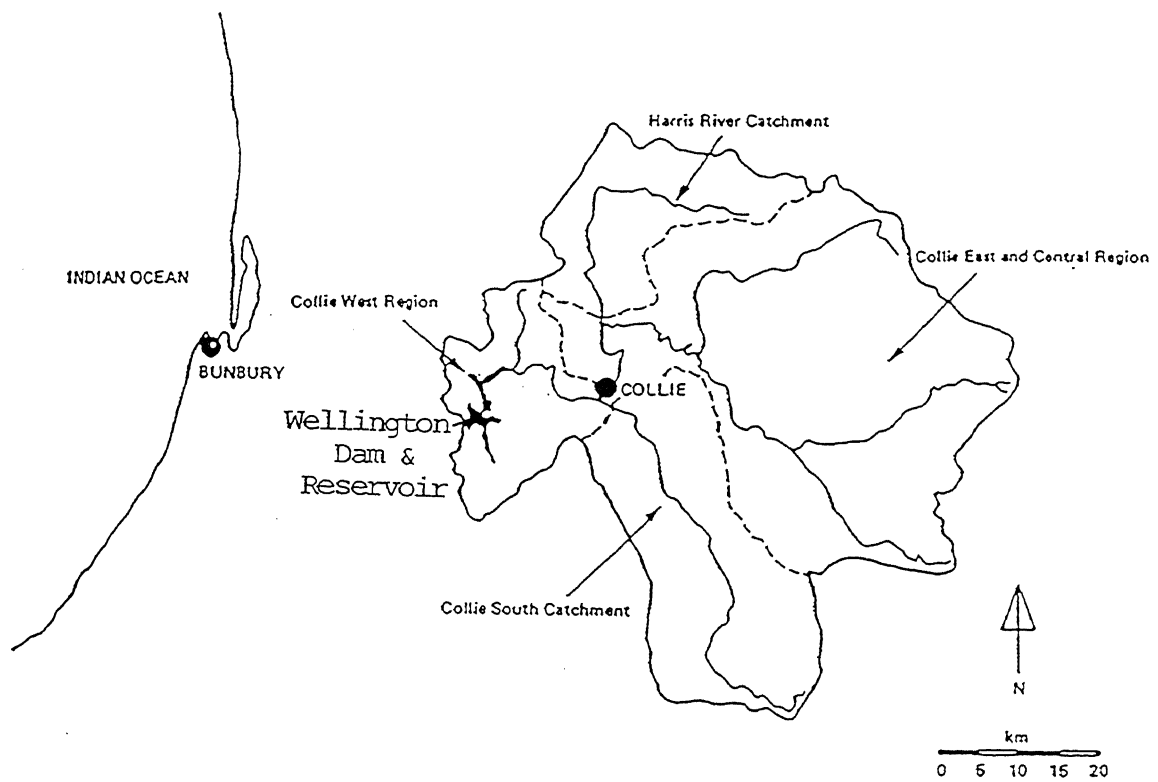 Harris River Catchment
Collie East and Central Region
INDIAN OCEAN
Collie West Region
BUNBURY
COLLIE
Wellington
Dam &
Reservoir
Collie South Catchment
N
km
0 5 10 15 20